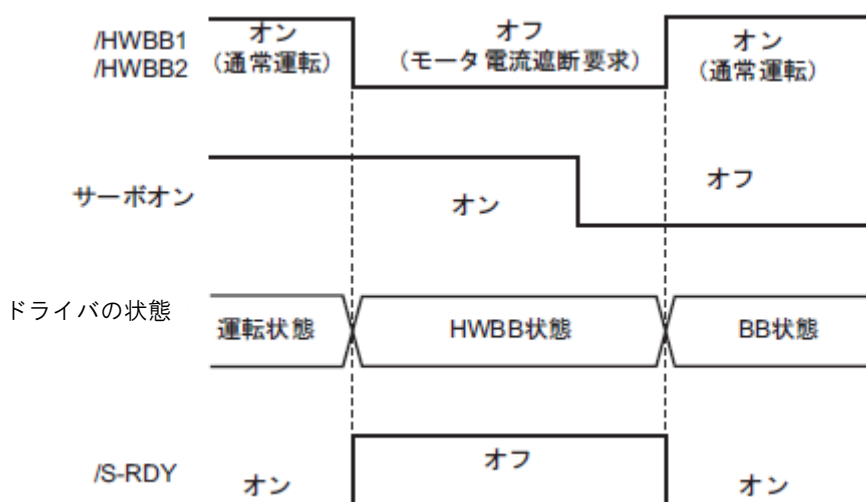 /HWBB1
/HWBB2
オン
(通常運転)
オフ
(モータ電流遮断要求)
オン
(通常運転)
サーボオン
オン
オフ
ドライバの状態
運転状態
HWBB状態
BB状態
/S-RDY
オン
オフ
オン